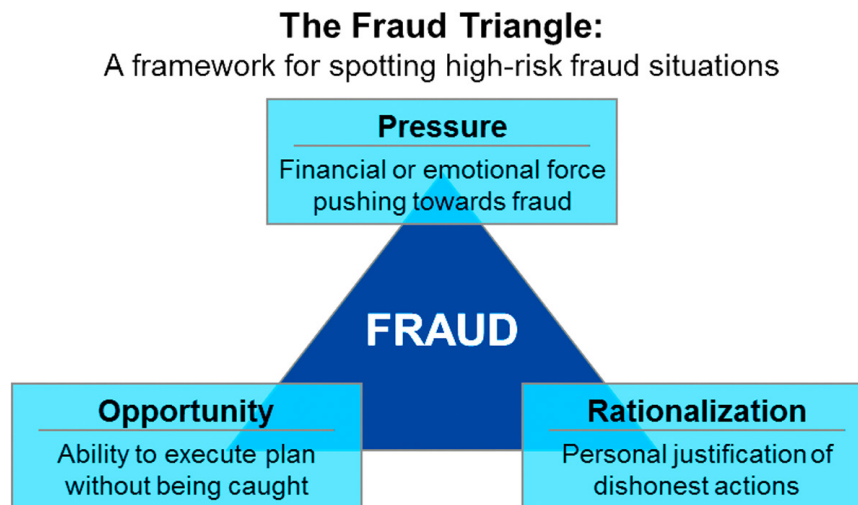 The Fraud Triangle:
A framework for spotting high-risk fraud situations
Pressure
Financial or emotional force
pushing towards fraud
FRAUD
Opportunity
Ability to execute plan
without being caught
Rationalization
Personal justification of
dishonest actions